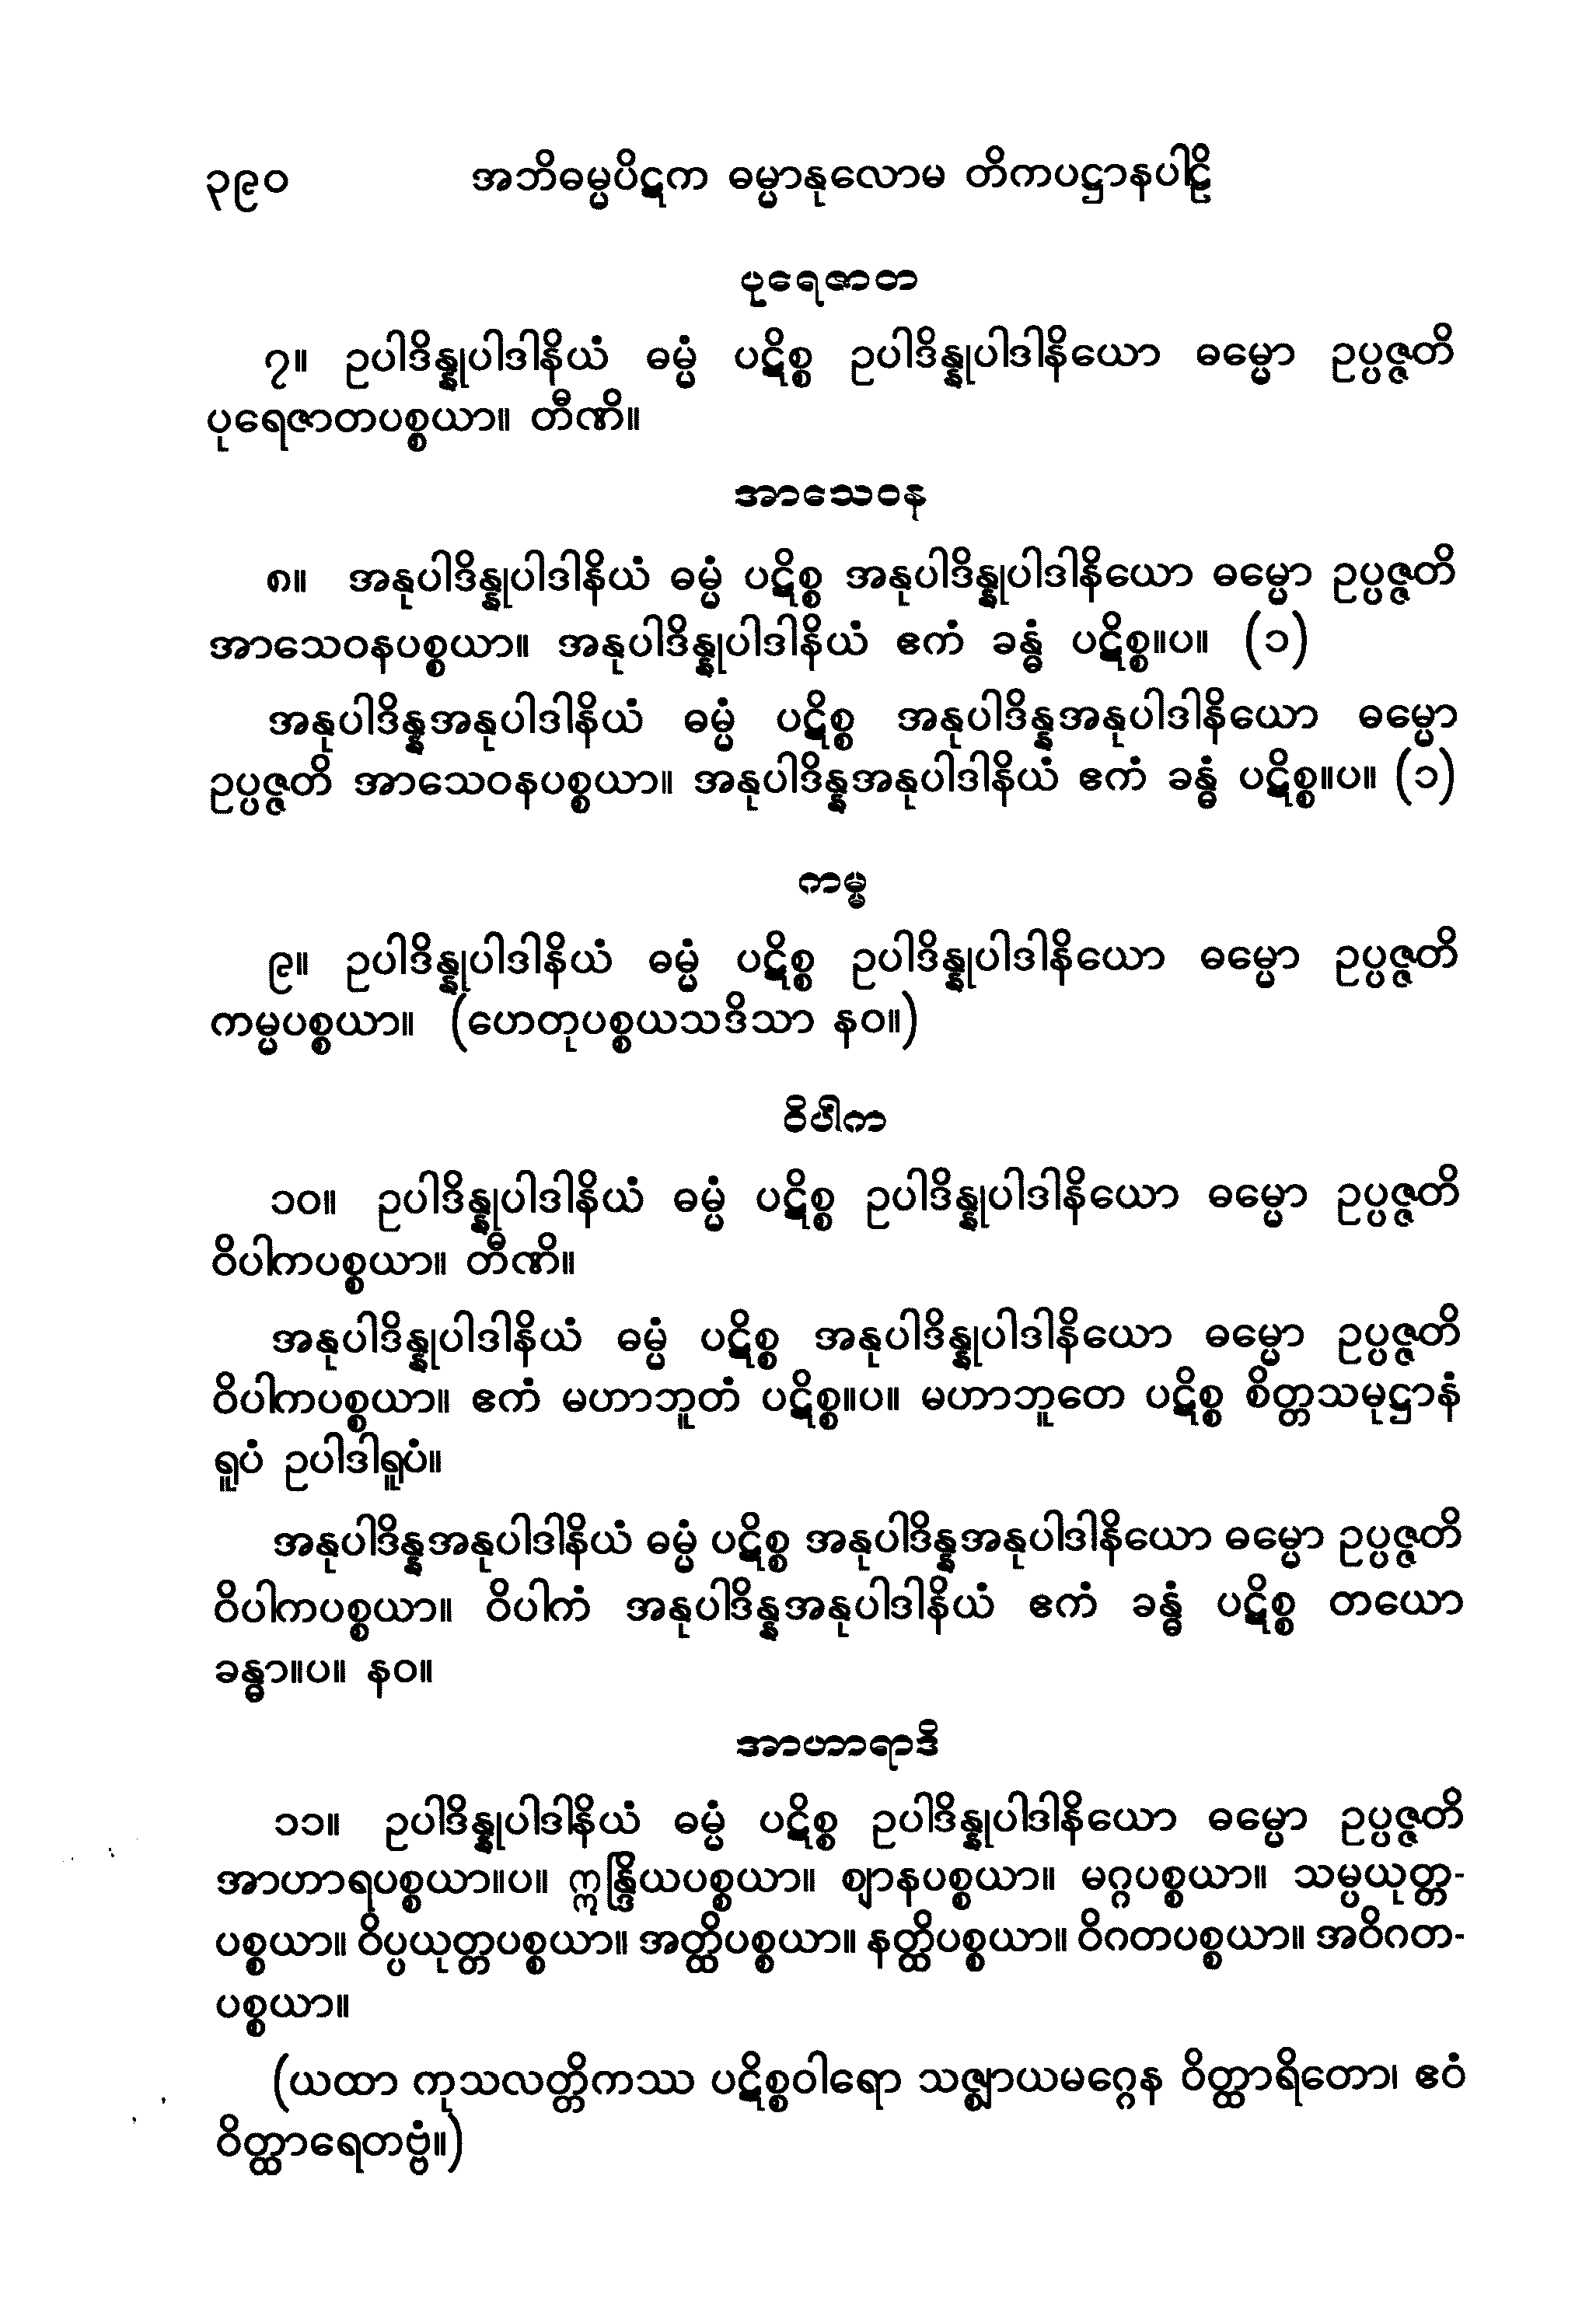 ၃၉၀ အဘိဓမ္မပိဋက ဓမ္မာနုလောမ တိကပဋ္ဌာနပါဠိ
ပုရေဇာတ
၇။ ဥပါဒိန္နုပါဒါနိယံ ဓမ္မံ ပဋိစ္စ ဥပါဒိန္နုပါဒါနိယော ဓမ္မော ဥပ္ပဇ္ဇတိ
ပုရေဇာတပစ္စယာ။ တီဏိ။
အာသေဝန
၈။ အနုပါဒိန္နုပါဒါနိယံ ဓမ္မံ ပဋိစ္စ အနုပါဒိန္နုပါဒါနိယော ဓမ္မော ဥပ္ပဇ္ဇတိ
အာသေဝနပစ္စယာ။ အနုပါဒိန္နုပါဒါနိယံ ဧကံ ခန္ဓံ ပဋိစ္စ။ပ။ (၁)
အနုပါဒိန္နအနုပါဒါနိယံ ဓမ္မံ ပဋိစ္စ အနုပါဒိန္နအနုပါဒါနိယော ဓမ္မော
ဥပ္ပဇ္ဇတိ အာသေဝနပစ္စယာ။ အနုပါဒိန္နအနုပါဒါနိယံ ဧကံ ခန္ဓံ ပဋိစ္စ။ပ။ (၁)
ကမ္မ
၉။ ဥပါဒိန္နုပါဒါနိယံ ဓမ္မံ ပဋိစ္စ ဥပါဒိန္နုပါဒါနိယော ဓမ္မော ဥပ္ပဇ္ဇတိ
ကမ္မပစ္စယာ။ (ဟေတုပစ္စယသဒိသာ နဝ။)
ဝိပါက
၁၀။ ဥပါဒိန္နုပါဒါနိယံ ဓမ္မံ ပဋိစ္စ ဥပါဒိန္နုပါဒါနိယော ဓမ္မော ဥပ္ပဇ္ဇတိ
ဝိပါကပစ္စယာ။ တီဏိ။
အနုပါဒိန္နုပါဒါနိယံ ဓမ္မံ ပဋိစ္စ အနုပါဒိန္နုပါဒါနိယော ဓမ္မော ဥပ္ပဇ္ဇတိ
ဝိပါကပစ္စယာ။ ဧကံ မဟာဘူတံ ပဋိစ္စ။ပ။ မဟာဘူတေ ပဋိစ္စ စိတ္တသမုဋ္ဌာနံ
ရူပံ ဥပါဒါရူပံ။
အနုပါဒိန္နအနုပါဒါနိယံ ဓမ္မံ ပဋိစ္စ အနုပါဒိန္နအနုပါဒါနိယော ဓမ္မော ဥပ္ပဇ္ဇတိ
ဝိပါကပစ္စယာ။ ဝိပါကံ အနုပါဒိန္နအနုပါဒါနိယံ ဧကံ ခန္ဓံ ပဋိစ္စ တယော
ခန္ဓာ။ပ။ နဝ။
အာဟာရာဒိ
၁၁။ ဥပါဒိန္နုပါဒါနိယံ ဓမ္မံ ပဋိစ္စ ဥပါဒိန္နုပါဒါနိယော ဓမ္မော ဥပ္ပဇ္ဇတိ
အာဟာရပစ္စယာ။ပ။ ဣန္ဒြိယပစ္စယာ။ ဈာနပစ္စယာ။ မဂ္ဂပစ္စယာ။ သမ္ပယုတ္တ-
ပစ္စယာ။ ဝိပ္ပယုတ္တပစ္စယာ။ အတ္ထိပစ္စယာ။ နတ္ထိပစ္စယာ။ ဝိဂတပစ္စယာ။ အဝိဂတ-
ပစ္စယာ။
(ယထာ ကုသလတ္တိကဿ ပဋိစ္စဝါရော သဇ္ဈာယမဂ္ဂေန ဝိတ္ထာရိတော၊ ဧဝံ
ဝိတ္ထာရေတဗ္ဗံ။)